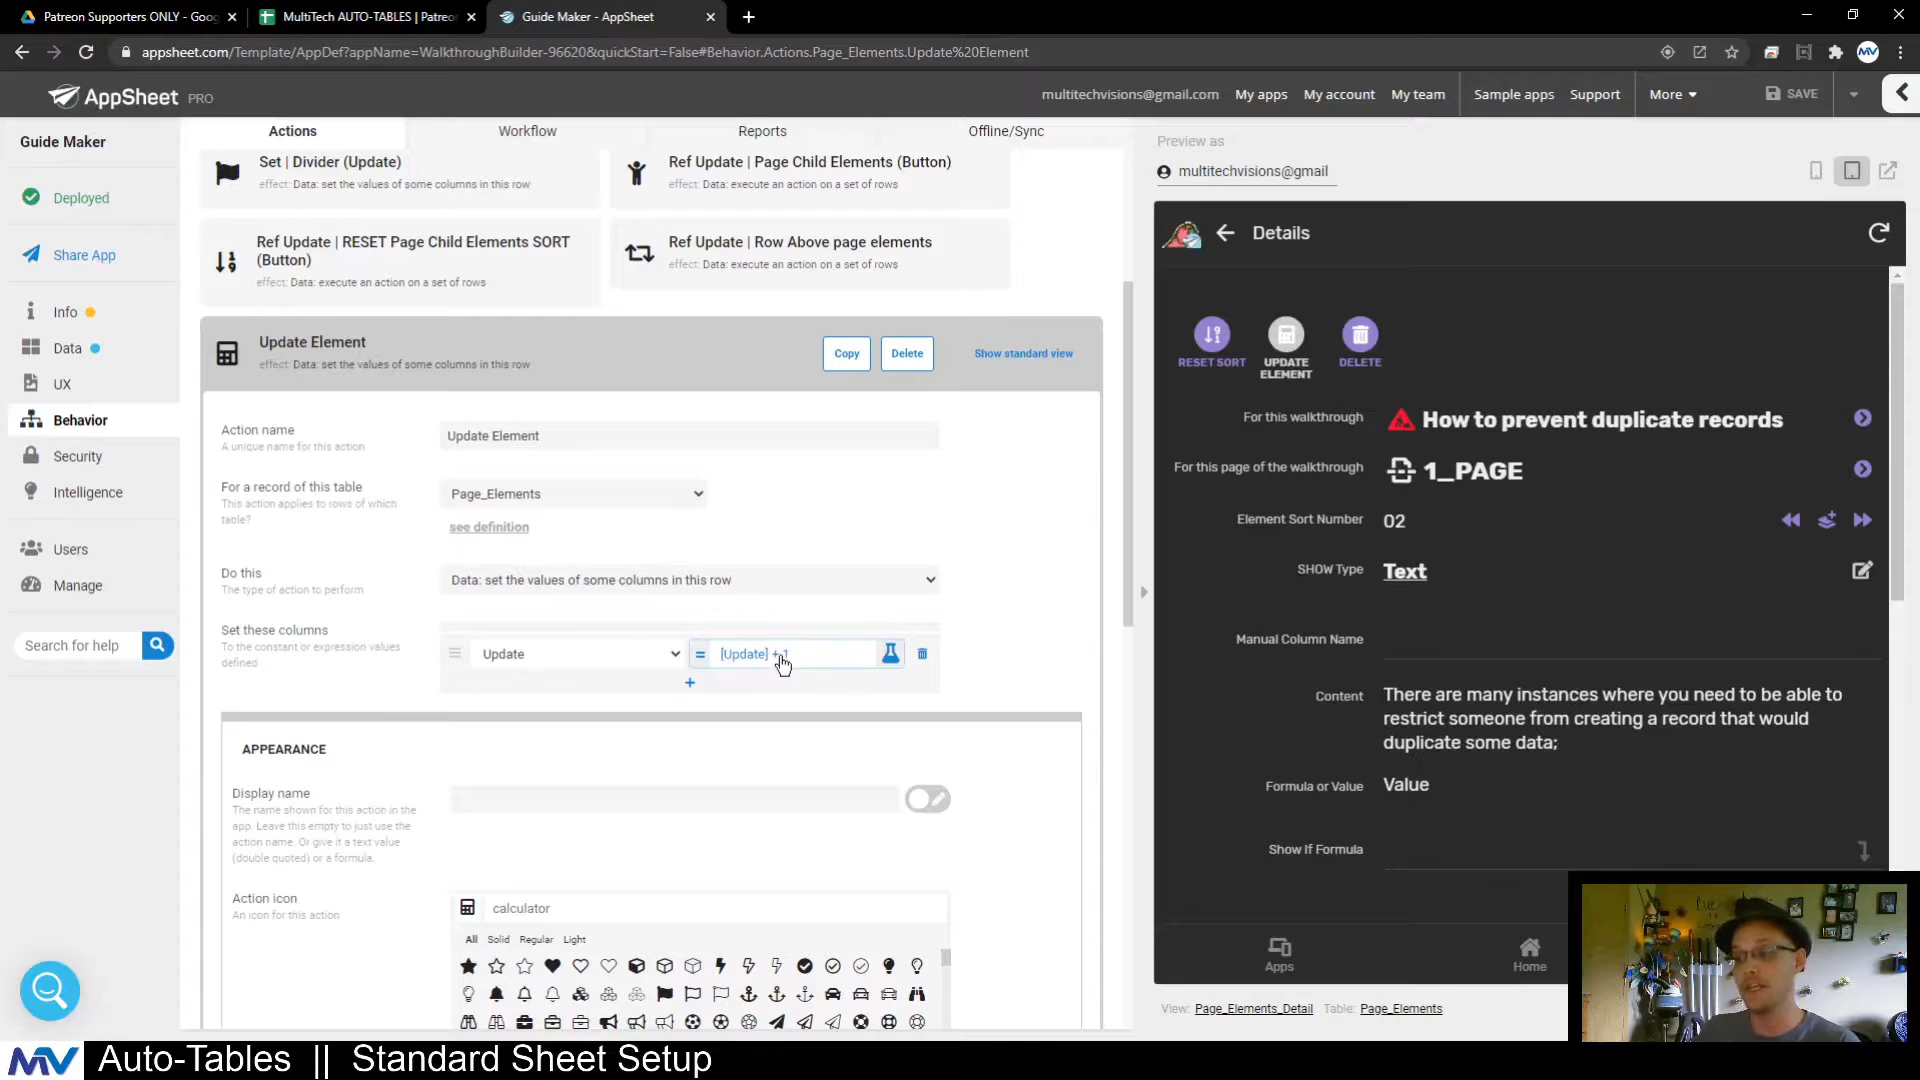 Patreon Supporters ONLY - Goog
MultiTech AUTO-TABLES | Patreo
Guide Maker - AppSheet
appsheet.com/Template/AppDef?appName=WalkthroughBuilder-96620&quickStart=False#Behavior.Actions.Page_Elements.Update%20Element
MV
AppSheet PRO
multitechvisions@gmail.com My apps My account My team Sample apps Support More SAVE
Guide Maker
Deployed
Share App
Info
Data
UX
Behavior
Security
Intelligence
Users
Manage
Search for help
Actions Workflow Reports Offline/Sync
Set | Divider (Update)
effect: Data: set the values of some columns in this row
Ref Update | Page Child Elements (Button)
effect: Data: execute an action on a set of rows
Ref Update | RESET Page Child Elements SORT
(Button)
effect: Data: execute an action on a set of rows
Ref Update | Row Above page elements
effect: Data: execute an action on a set of rows
Update Element
effect: Data: set the values of some columns in this row
Copy Delete Show standard view
Action name
A unique name for this action
Update Element
For a record of this table
This action applies to rows of which
table?
Page_Elements
see definition
Do this
The type of action to perform
Data: set the values of some columns in this row
Set these columns
To the constant or expression values
defined
Update = [Update] + 1
+
APPEARANCE
Display name
The name shown for this action in the
app. Leave this empty to just use the
action name. Or give it a text value
(double quoted) or a formula.
Action icon
An icon for this action
calculator
All Solid Regular Light
Preview as
multitechvisions@gmail
Details
RESET SORT
UPDATE
ELEMENT
DELETE
For this walkthrough How to prevent duplicate records
For this page of the walkthrough 1_PAGE
Element Sort Number 02
SHOW Type Text
Manual Column Name
Content There are many instances where you need to be able to
restrict someone from creating a record that would
duplicate some data;
Formula or Value Value
Show If Formula
Apps
Home
View: Page_Elements_Detail Table: Page_Elements
MV Auto-Tables || Standard Sheet Setup